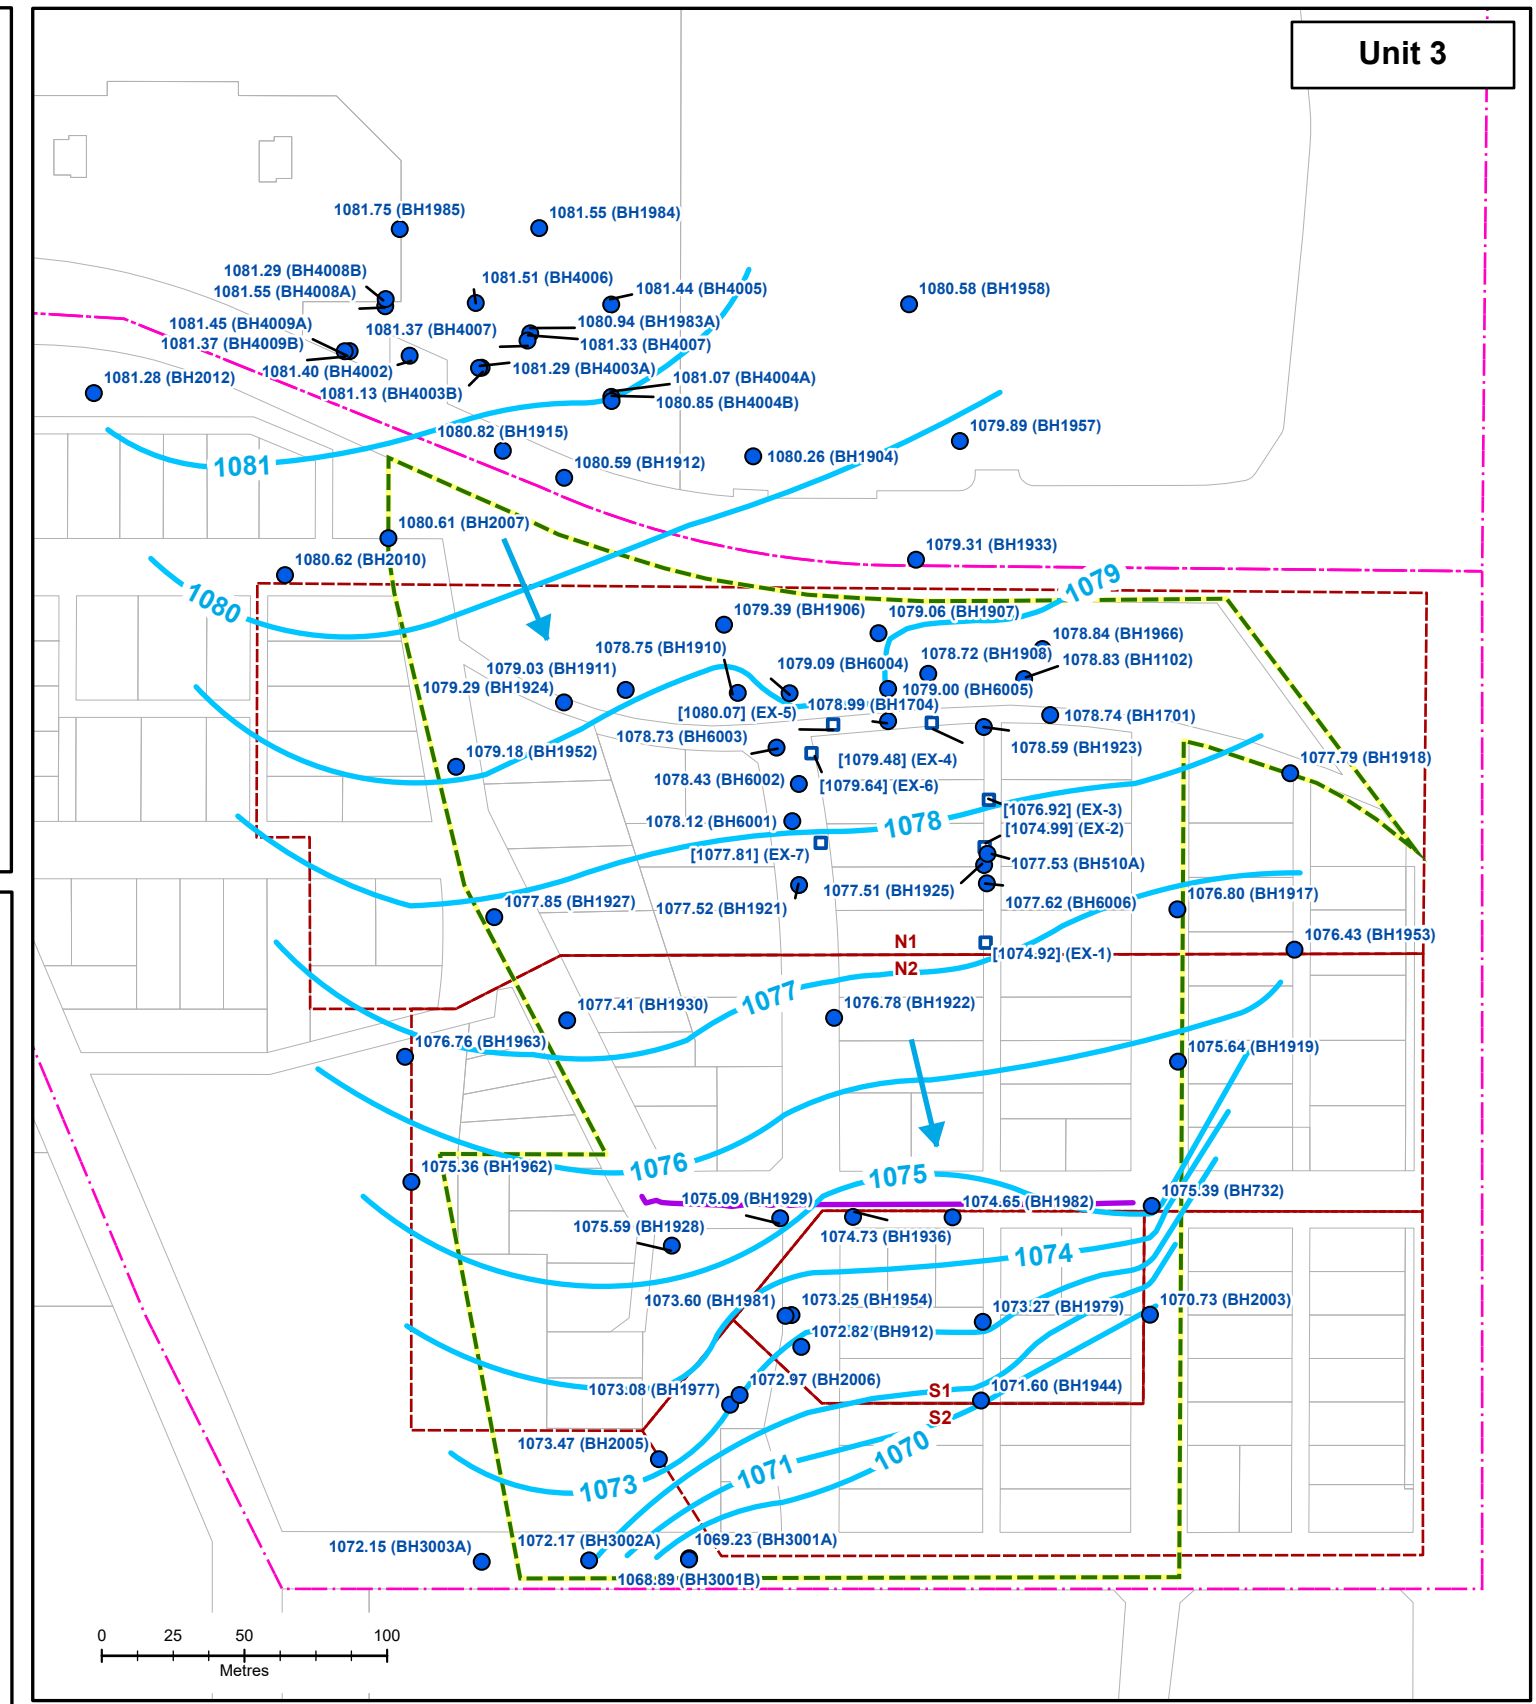 Unit 3
1081.75 (BH1985)
1081.55 (BH1984)
1081.29 (BH4008B)
1081.55 (BH4008A)
1081.51 (BH4006)
1081.44 (BH4005)
1080.58 (BH1958)
1081.45 (BH4009A)
1081.37 (BH4009B)
1081.37 (BH4007)
1080.94 (BH1983A)
1081.33 (BH4007)
1081.40 (BH4002)
1081.28 (BH2012)
1081.13 (BH4003B)
1081.29 (BH4003A)
1081.07 (BH4004A)
1080.85 (BH4004B)
1080.82 (BH1915)
1079.89 (BH1957)
1081
1080.59 (BH1912)
1080.26 (BH1904)
1080.61 (BH2007)
1079.31 (BH1933)
1080.62 (BH2010)
1079
1080
1079.39 (BH1906)
1079.06 (BH1907)
1078.84 (BH1966)
1078.75 (BH1910)
1078.72 (BH1908)
1078.83 (BH1102)
1079.03 (BH1911)
1079.09 (BH6004)
1079.29 (BH1924)
1079.00 (BH6005)
1078.99 (BH1704)
[1080.07] (EX-5)
1078.74 (BH1701)
1078.73 (BH6003)
1078.59 (BH1923)
1079.18 (BH1952)
[1079.48] (EX-4)
1077.79 (BH1918)
1078.43 (BH6002)
[1079.64] (EX-6)
[1076.92] (EX-3)
1078.12 (BH6001)
1078
[1074.99] (EX-2)
[1077.81] (EX-7)
1077.53 (BH510A)
1077.51 (BH1925)
1077.85 (BH1927)
1077.52 (BH1921)
1077.62 (BH6006)
1076.80 (BH1917)
1076.43 (BH1953)
N1
[1074.92] (EX-1)
N2
1077
1077.41 (BH1930)
1076.78 (BH1922)
1076.76 (BH1963)
1075.64 (BH1919)
1076
1075.36 (BH1962)
1075
1075.09 (BH1929)
1074.65 (BH1982)
1075.39 (BH732)
1075.59 (BH1928)
1074.73 (BH1936)
1074
1073.60 (BH1981)
1073.25 (BH1954)
1073.27 (BH1979)
1070.73 (BH2003)
1072.82 (BH912)
1073.08 (BH1977)
1072.97 (BH2006)
1071.60 (BH1944)
S1
S2
1073.47 (BH2005)
1070
1071
1073
1072.15 (BH3003A)
1072.17 (BH3002A)
1069.23 (BH3001A)
1068.89 (BH3001B)
0 25 50 100
Metres